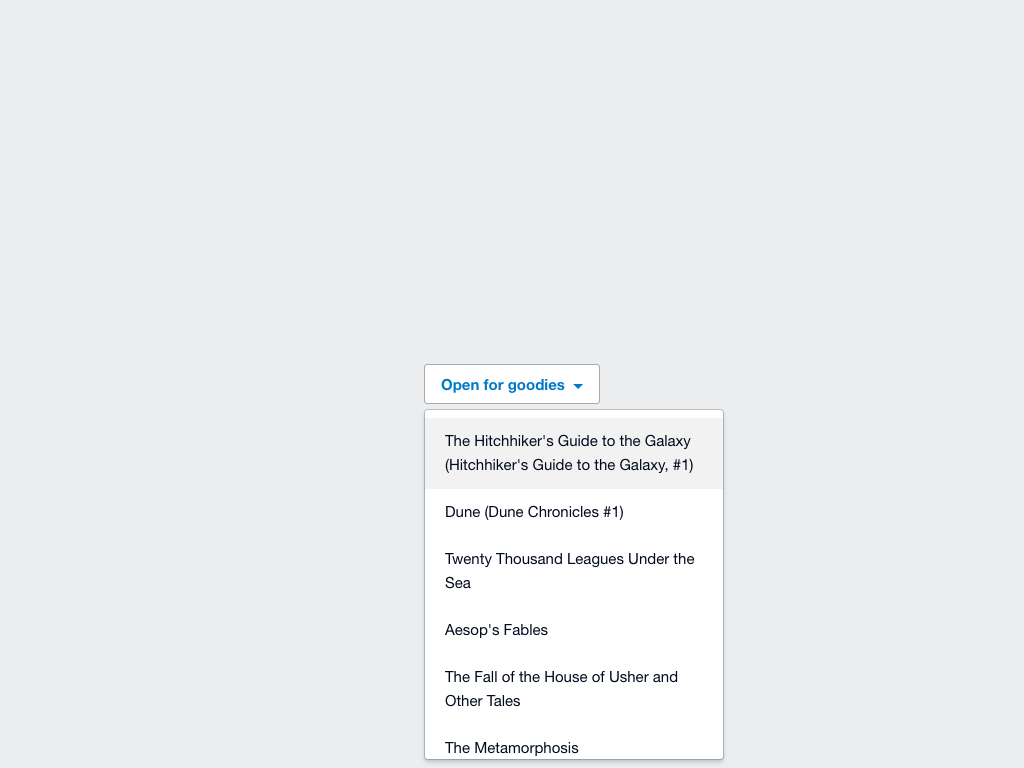 Open for goodies
The Hitchhiker's Guide to the Galaxy
(Hitchhiker's Guide to the Galaxy, #1)
Dune (Dune Chronicles #1)
Twenty Thousand Leagues Under the
Sea
Aesop's Fables
The Fall of the House of Usher and
Other Tales
The Metamorphosis